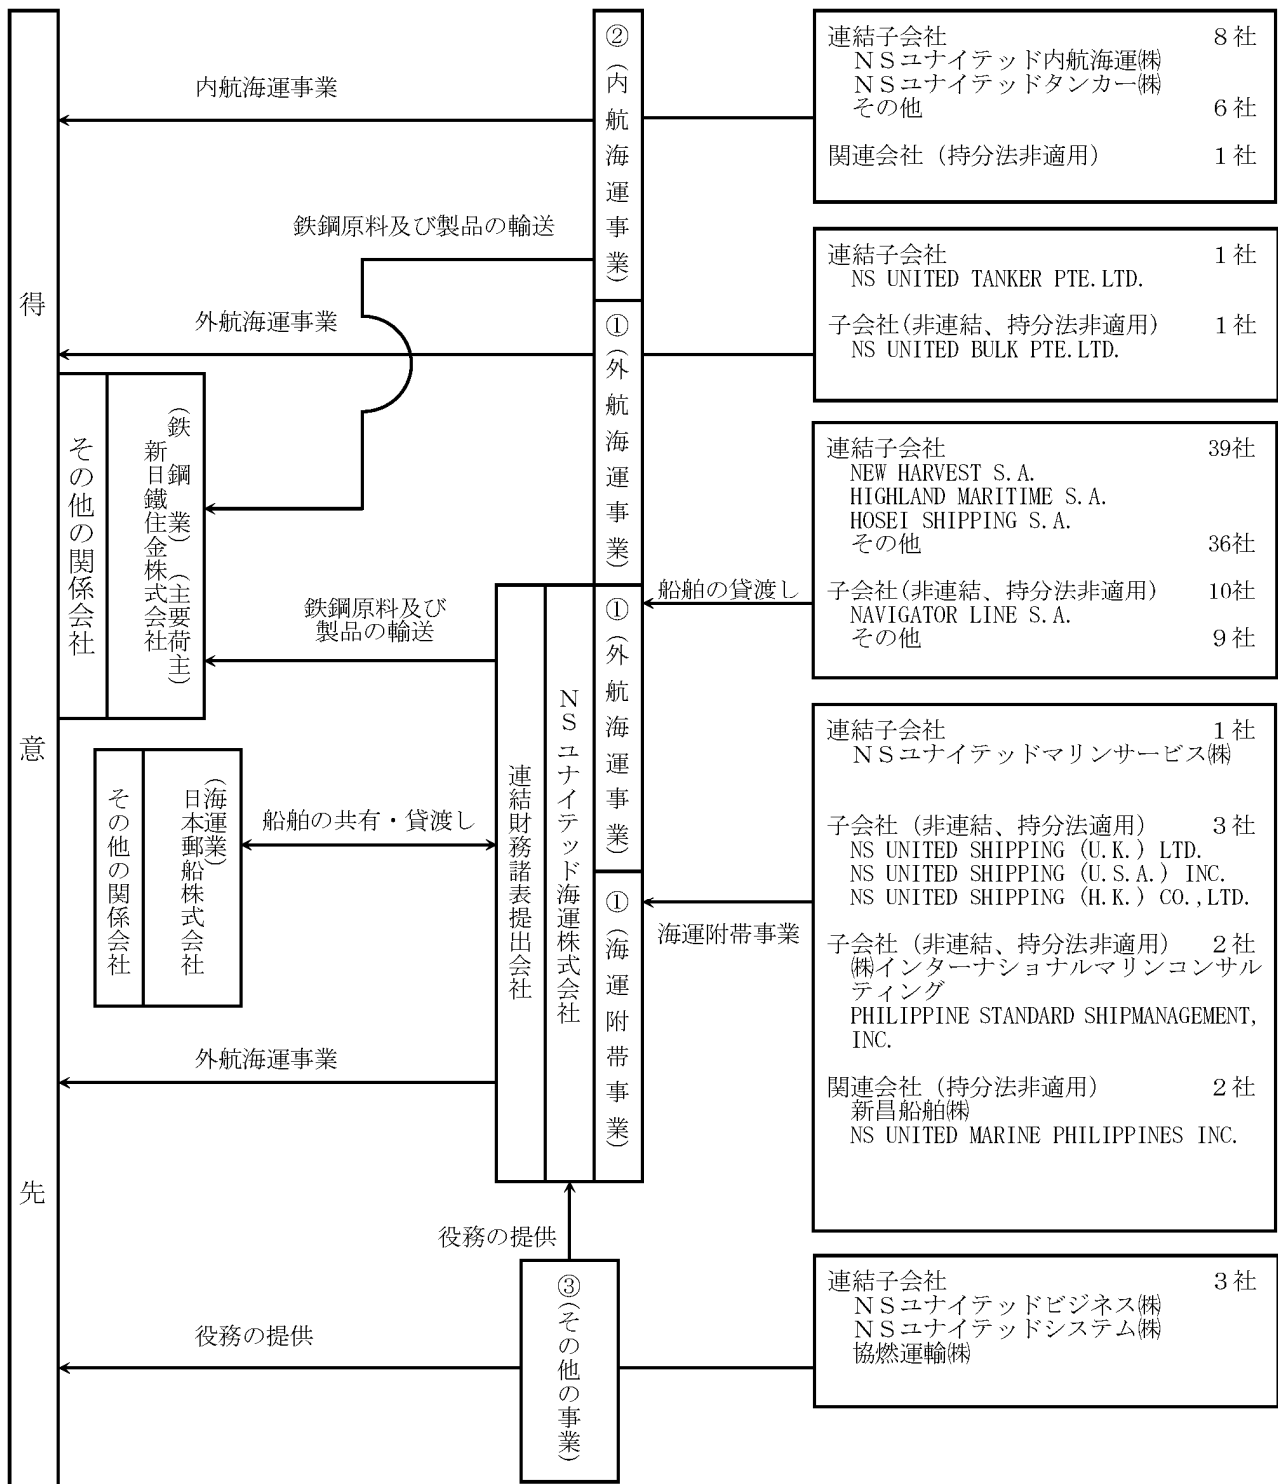 得意先
内航海運事業
鉄鋼原料及び製品の輸送
外航海運事業
(鉄鋼業)(主要荷主)
新日鐵住金株式会社
その他の関係会社
鉄鋼原料及び
製品の輸送
(海運業)
日本郵船株式会社
その他の関係会社
船舶の共有・貸渡し
外航海運事業
役務の提供
役務の提供
②(内航海運事業)
①(外航海運事業)
①(外航海運事業)
①(海運附帯事業)
NSユナイテッド海運株式会社
連結財務諸表提出会社
③(その他の事業)
船舶の貸渡し
海運附帯事業
連結子会社 8社
NSユナイテッド内航海運㈱
NSユナイテッドタンカー㈱
その他 6社
関連会社(持分法非適用) 1社
連結子会社 1社
NS UNITED TANKER PTE.LTD.
子会社(非連結、持分法非適用) 1社
NS UNITED BULK PTE.LTD.
連結子会社 39社
NEW HARVEST S.A.
HIGHLAND MARITIME S.A.
HOSEI SHIPPING S.A.
その他 36社
子会社(非連結、持分法非適用) 10社
NAVIGATOR LINE S.A.
その他 9社
連結子会社 1社
NSユナイテッドマリンサービス㈱
子会社(非連結、持分法適用) 3社
NS UNITED SHIPPING (U.K.) LTD.
NS UNITED SHIPPING (U.S.A.) INC.
NS UNITED SHIPPING (H.K.) CO.,LTD.
子会社(非連結、持分法非適用) 2社
㈱インターナショナルマリンコンサル
ティング
PHILIPPINE STANDARD SHIPMANAGEMENT,
INC.
関連会社(持分法非適用) 2社
新昌船舶㈱
NS UNITED MARINE PHILIPPINES INC.
連結子会社 3社
NSユナイテッドビジネス㈱
NSユナイテッドシステム㈱
協燃運輸㈱